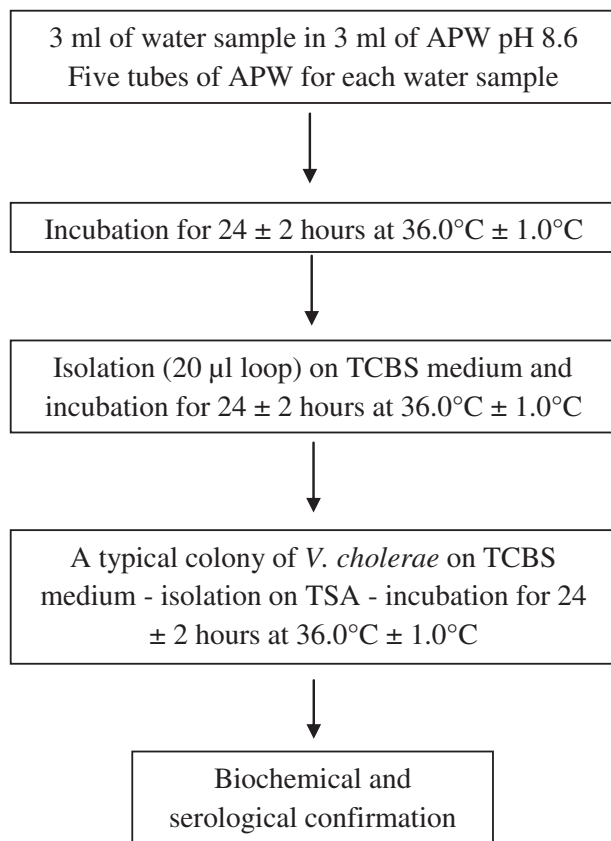 3 ml of water sample in 3 ml of APW pH 8.6
Five tubes of APW for each water sample
Incubation for 24 ± 2 hours at 36.0°C ± 1.0°C
Isolation (20 µl loop) on TCBS medium and
incubation for 24 ± 2 hours at 36.0°C ± 1.0°C
A typical colony of V. cholerae on TCBS
medium - isolation on TSA - incubation for 24
± 2 hours at 36.0°C ± 1.0°C
Biochemical and
serological confirmation